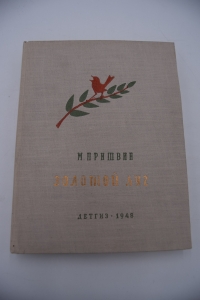 М. ПРИШВИН
ЗОЛОТОЙ ЛУГ
ДЕТГИЗ - 1948